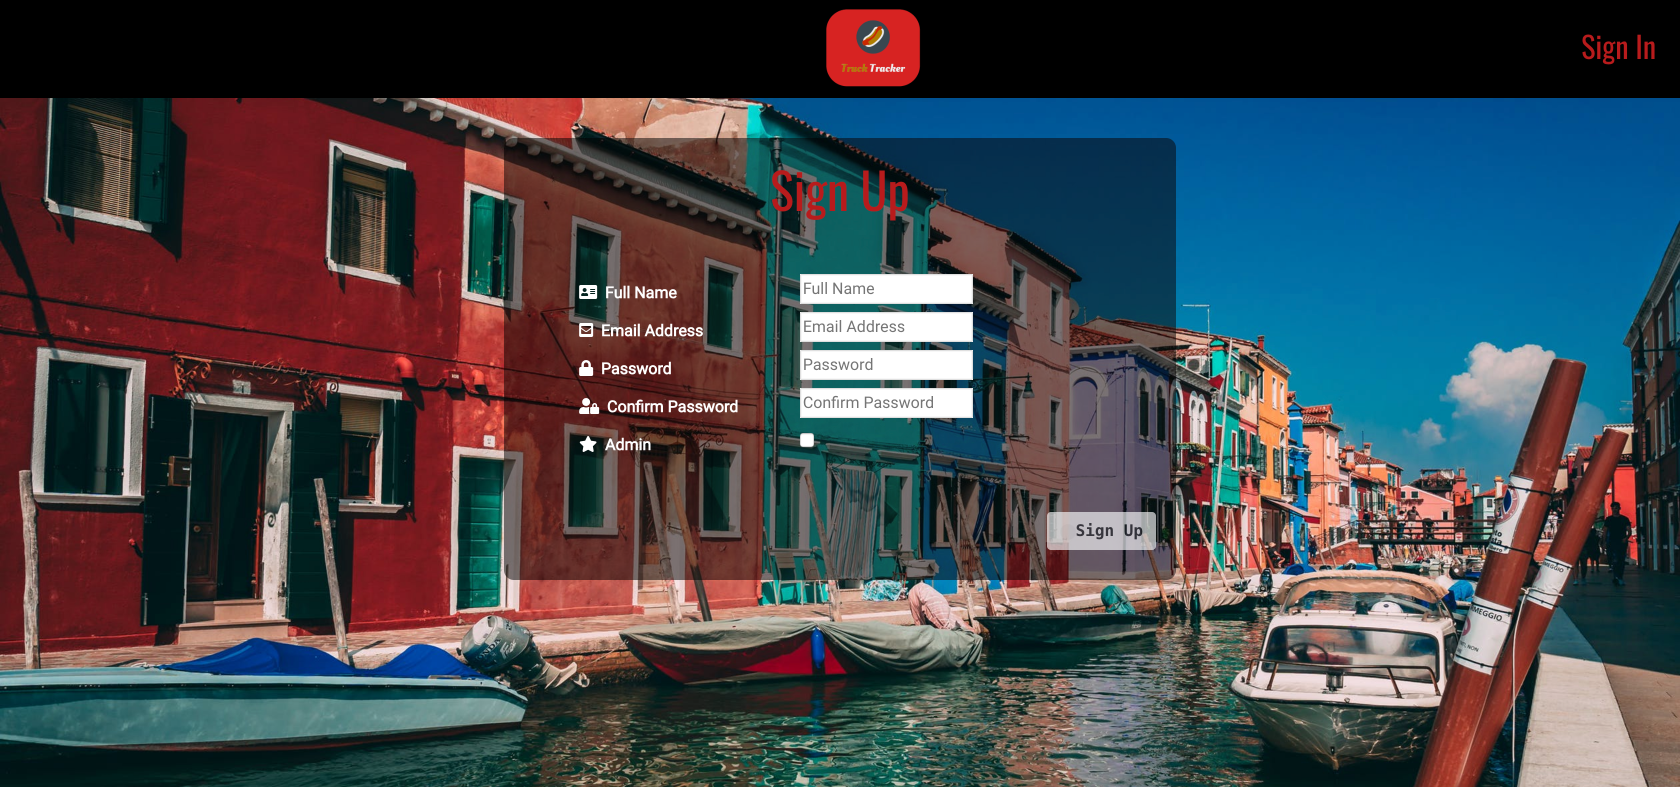 Truck Tracker
Sign In
Sign Up
Full Name
Full Name
Email Address
Email Address
Password
Password
Confirm Password
Confirm Password
Admin
Sign Up